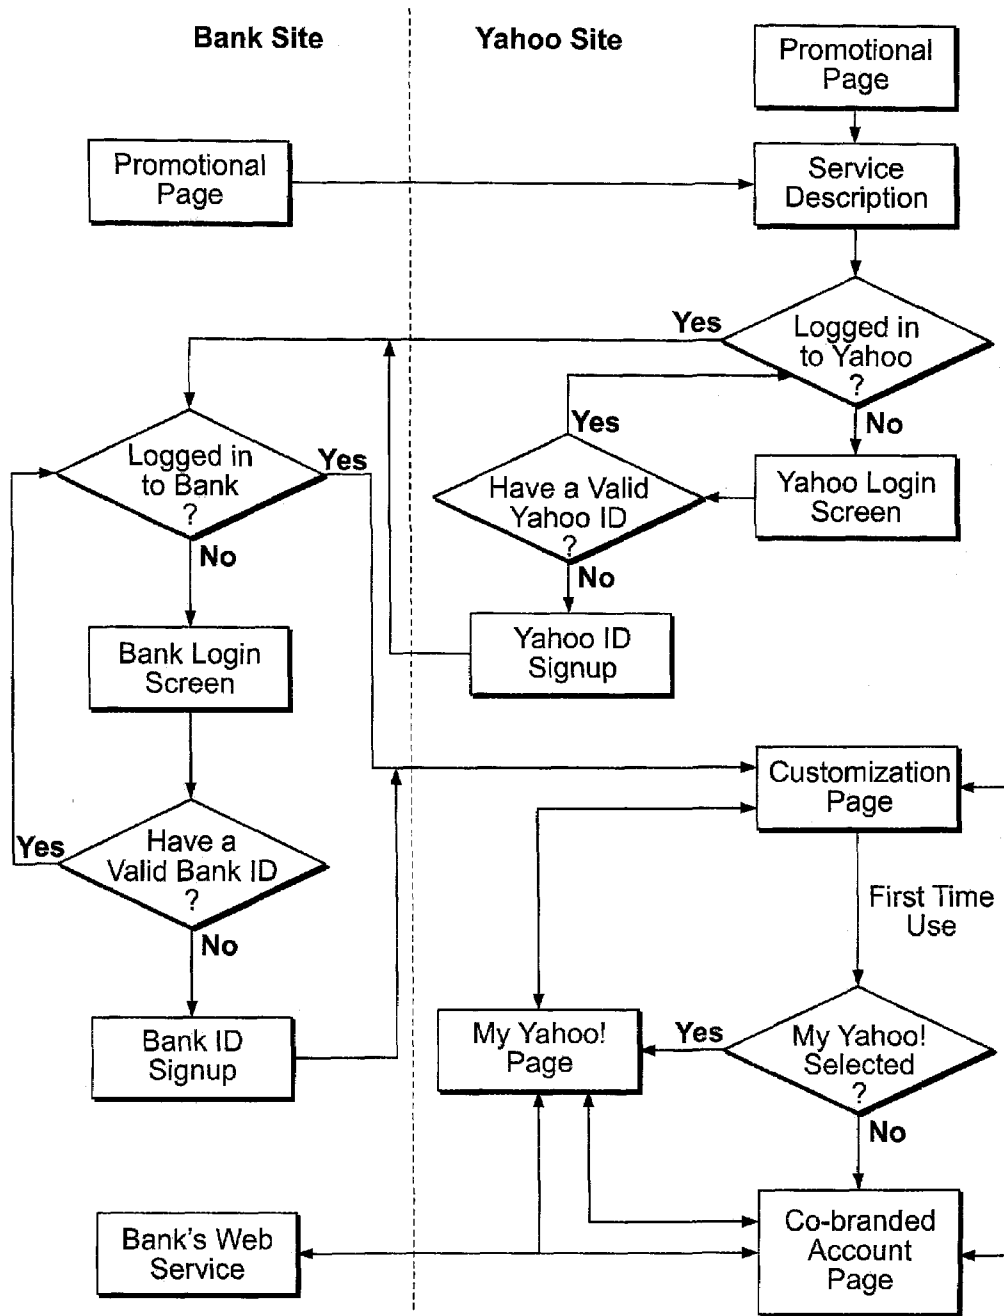 Bank Site
Yahoo Site
Promotional
Page
Promotional
Page
Service
Description
Yes
Logged in
to Yahoo
?
No
Yes
Logged in
to Bank
?
Yes
No
Have a Valid
Yahoo ID
?
No
Yahoo Login
Screen
Bank Login
Screen
Yahoo ID
Signup
Customization
Page
Yes
Have a
Valid Bank ID
?
No
First Time
Use
Bank ID
Signup
My Yahoo!
Page
Yes
My Yahoo!
Selected
?
No
Bank's Web
Service
Co-branded
Account
Page